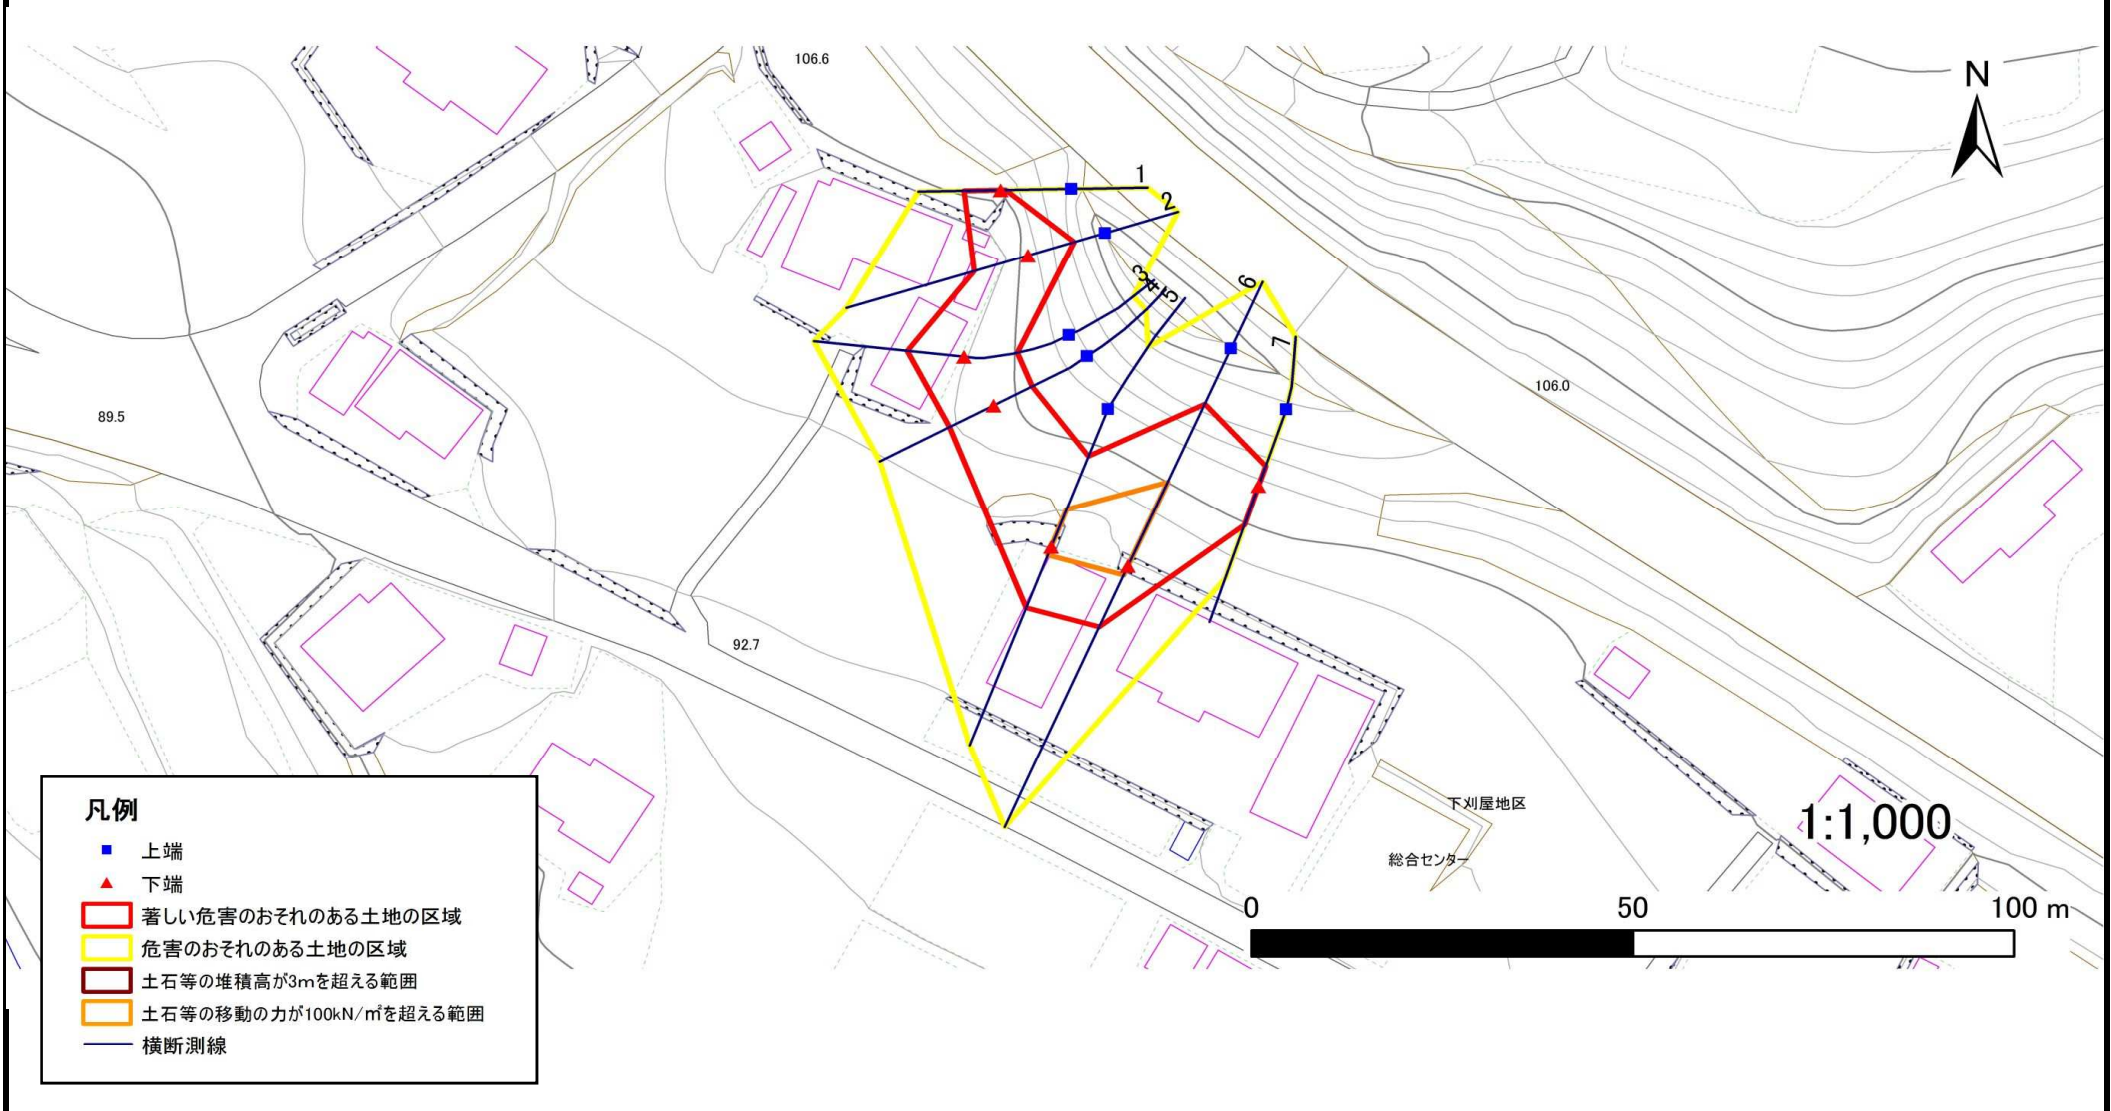 106.6
N
1
2
3
4
5
6
7
106.0
89.5
92.7
凡例
上端
下端
著しい危害のおそれのある土地の区域
危害のおそれのある土地の区域
土石等の堆積高が3mを超える範囲
土石等の移動の力が100kN/㎡を超える範囲
横断測線
下刈屋地区
総合センター
1:1,000
0 50 100 m